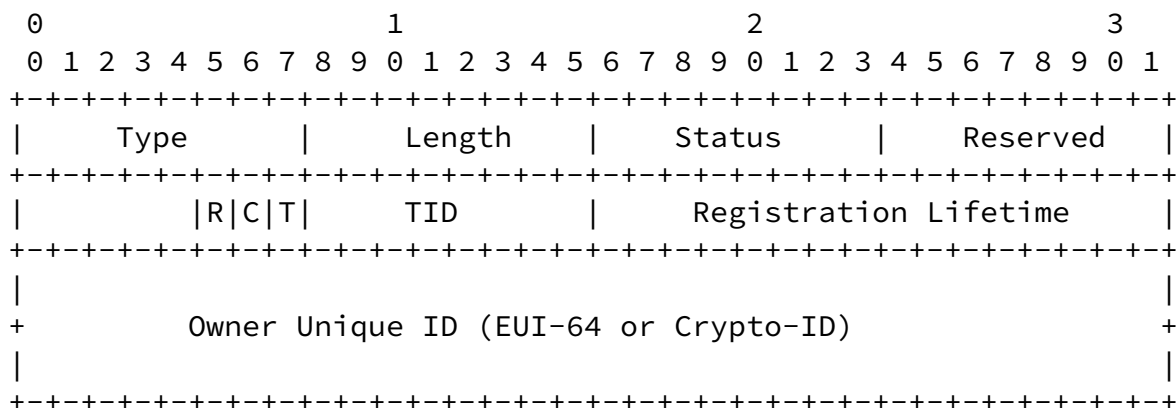 0                   1                   2                   3
 0 1 2 3 4 5 6 7 8 9 0 1 2 3 4 5 6 7 8 9 0 1 2 3 4 5 6 7 8 9 0 1
+-+-+-+-+-+-+-+-+-+-+-+-+-+-+-+-+-+-+-+-+-+-+-+-+-+-+-+-+-+-+-+-+
|     Type      |     Length    |    Status     |    Reserved   |
+-+-+-+-+-+-+-+-+-+-+-+-+-+-+-+-+-+-+-+-+-+-+-+-+-+-+-+-+-+-+-+-+
|         |R|C|T|     TID       |     Registration Lifetime     |
+-+-+-+-+-+-+-+-+-+-+-+-+-+-+-+-+-+-+-+-+-+-+-+-+-+-+-+-+-+-+-+-+
|                                                               |
+         Owner Unique ID (EUI-64 or Crypto-ID)                 +
|                                                               |
+-+-+-+-+-+-+-+-+-+-+-+-+-+-+-+-+-+-+-+-+-+-+-+-+-+-+-+-+-+-+-+-+